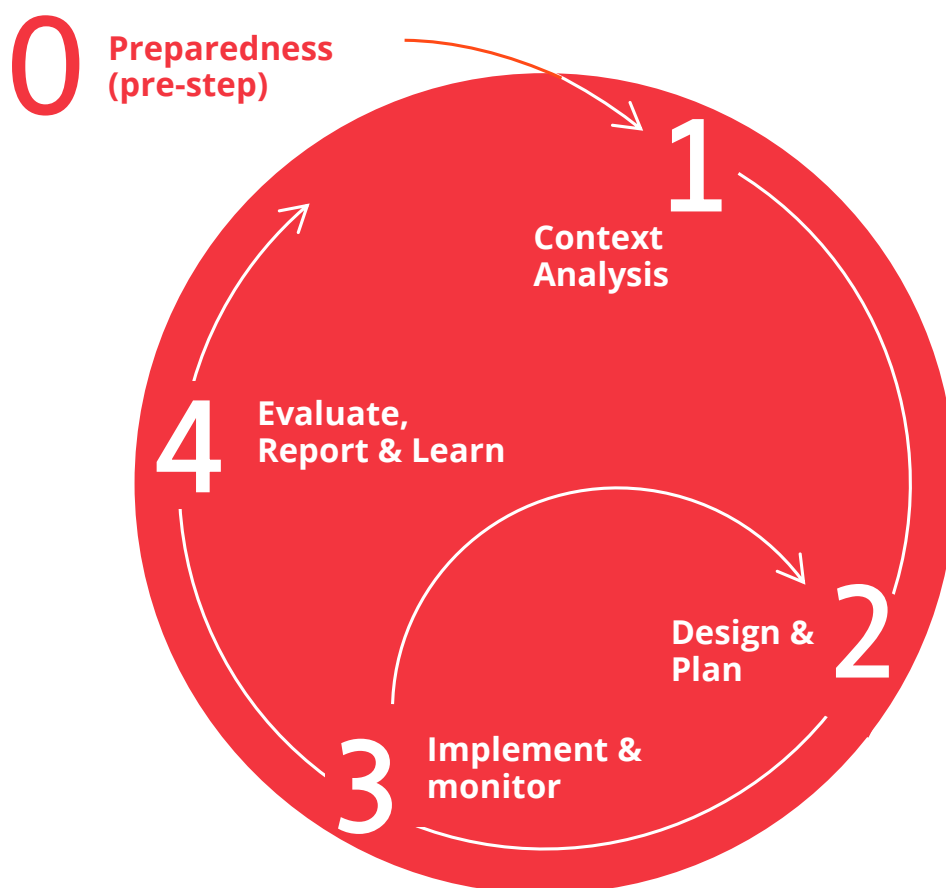 0
Preparedness
(pre-step)
1
Context
Analysis
2
Design &
Plan
3
Implement &
monitor
4
Evaluate,
Report & Learn